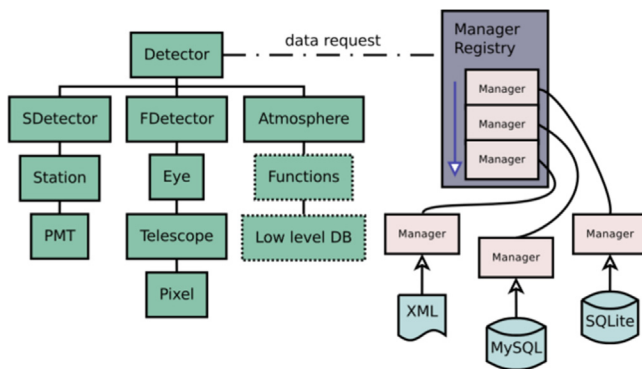 Detector
data request
Manager
Registry
Manager
Manager
Manager
SDetector
FDetector
Atmosphere
Station
Eye
Functions
PMT
Telescope
Low level DB
Pixel
Manager
Manager
Manager
XML
MySQL
SQLite